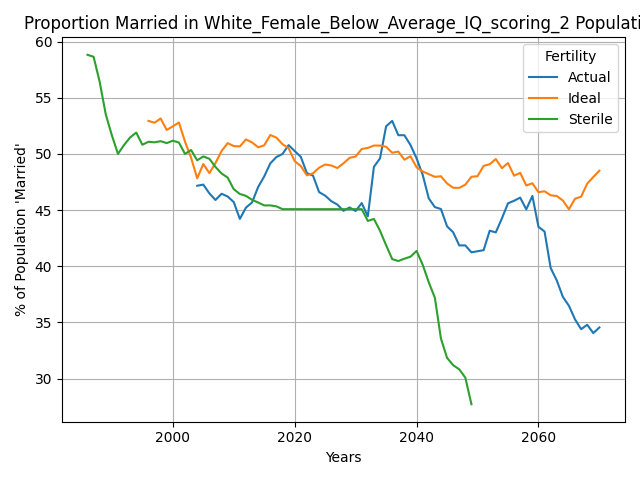 Proportion Married in White_Female_Below_Average_IQ_scoring_2 Populati
Fertility
Actual
Ideal
Sterile
% of Population 'Married'
60
55
50
45
40
35
30
2000
2020
2040
2060
Years